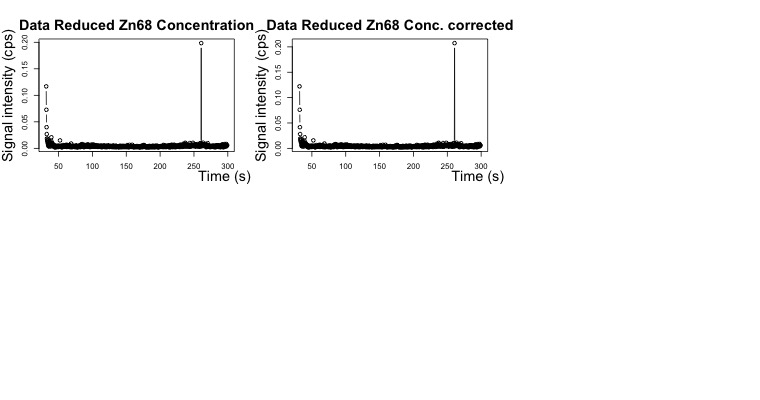 Data Reduced Zn68 Concentration
Signal intensity (cps)
0.00 0.05 0.10 0.15 0.20
50 100 150 200 250 300
Time (s)
Data Reduced Zn68 Conc. corrected
Signal intensity (cps)
0.00 0.05 0.10 0.15 0.20
50 100 150 200 250 300
Time (s)